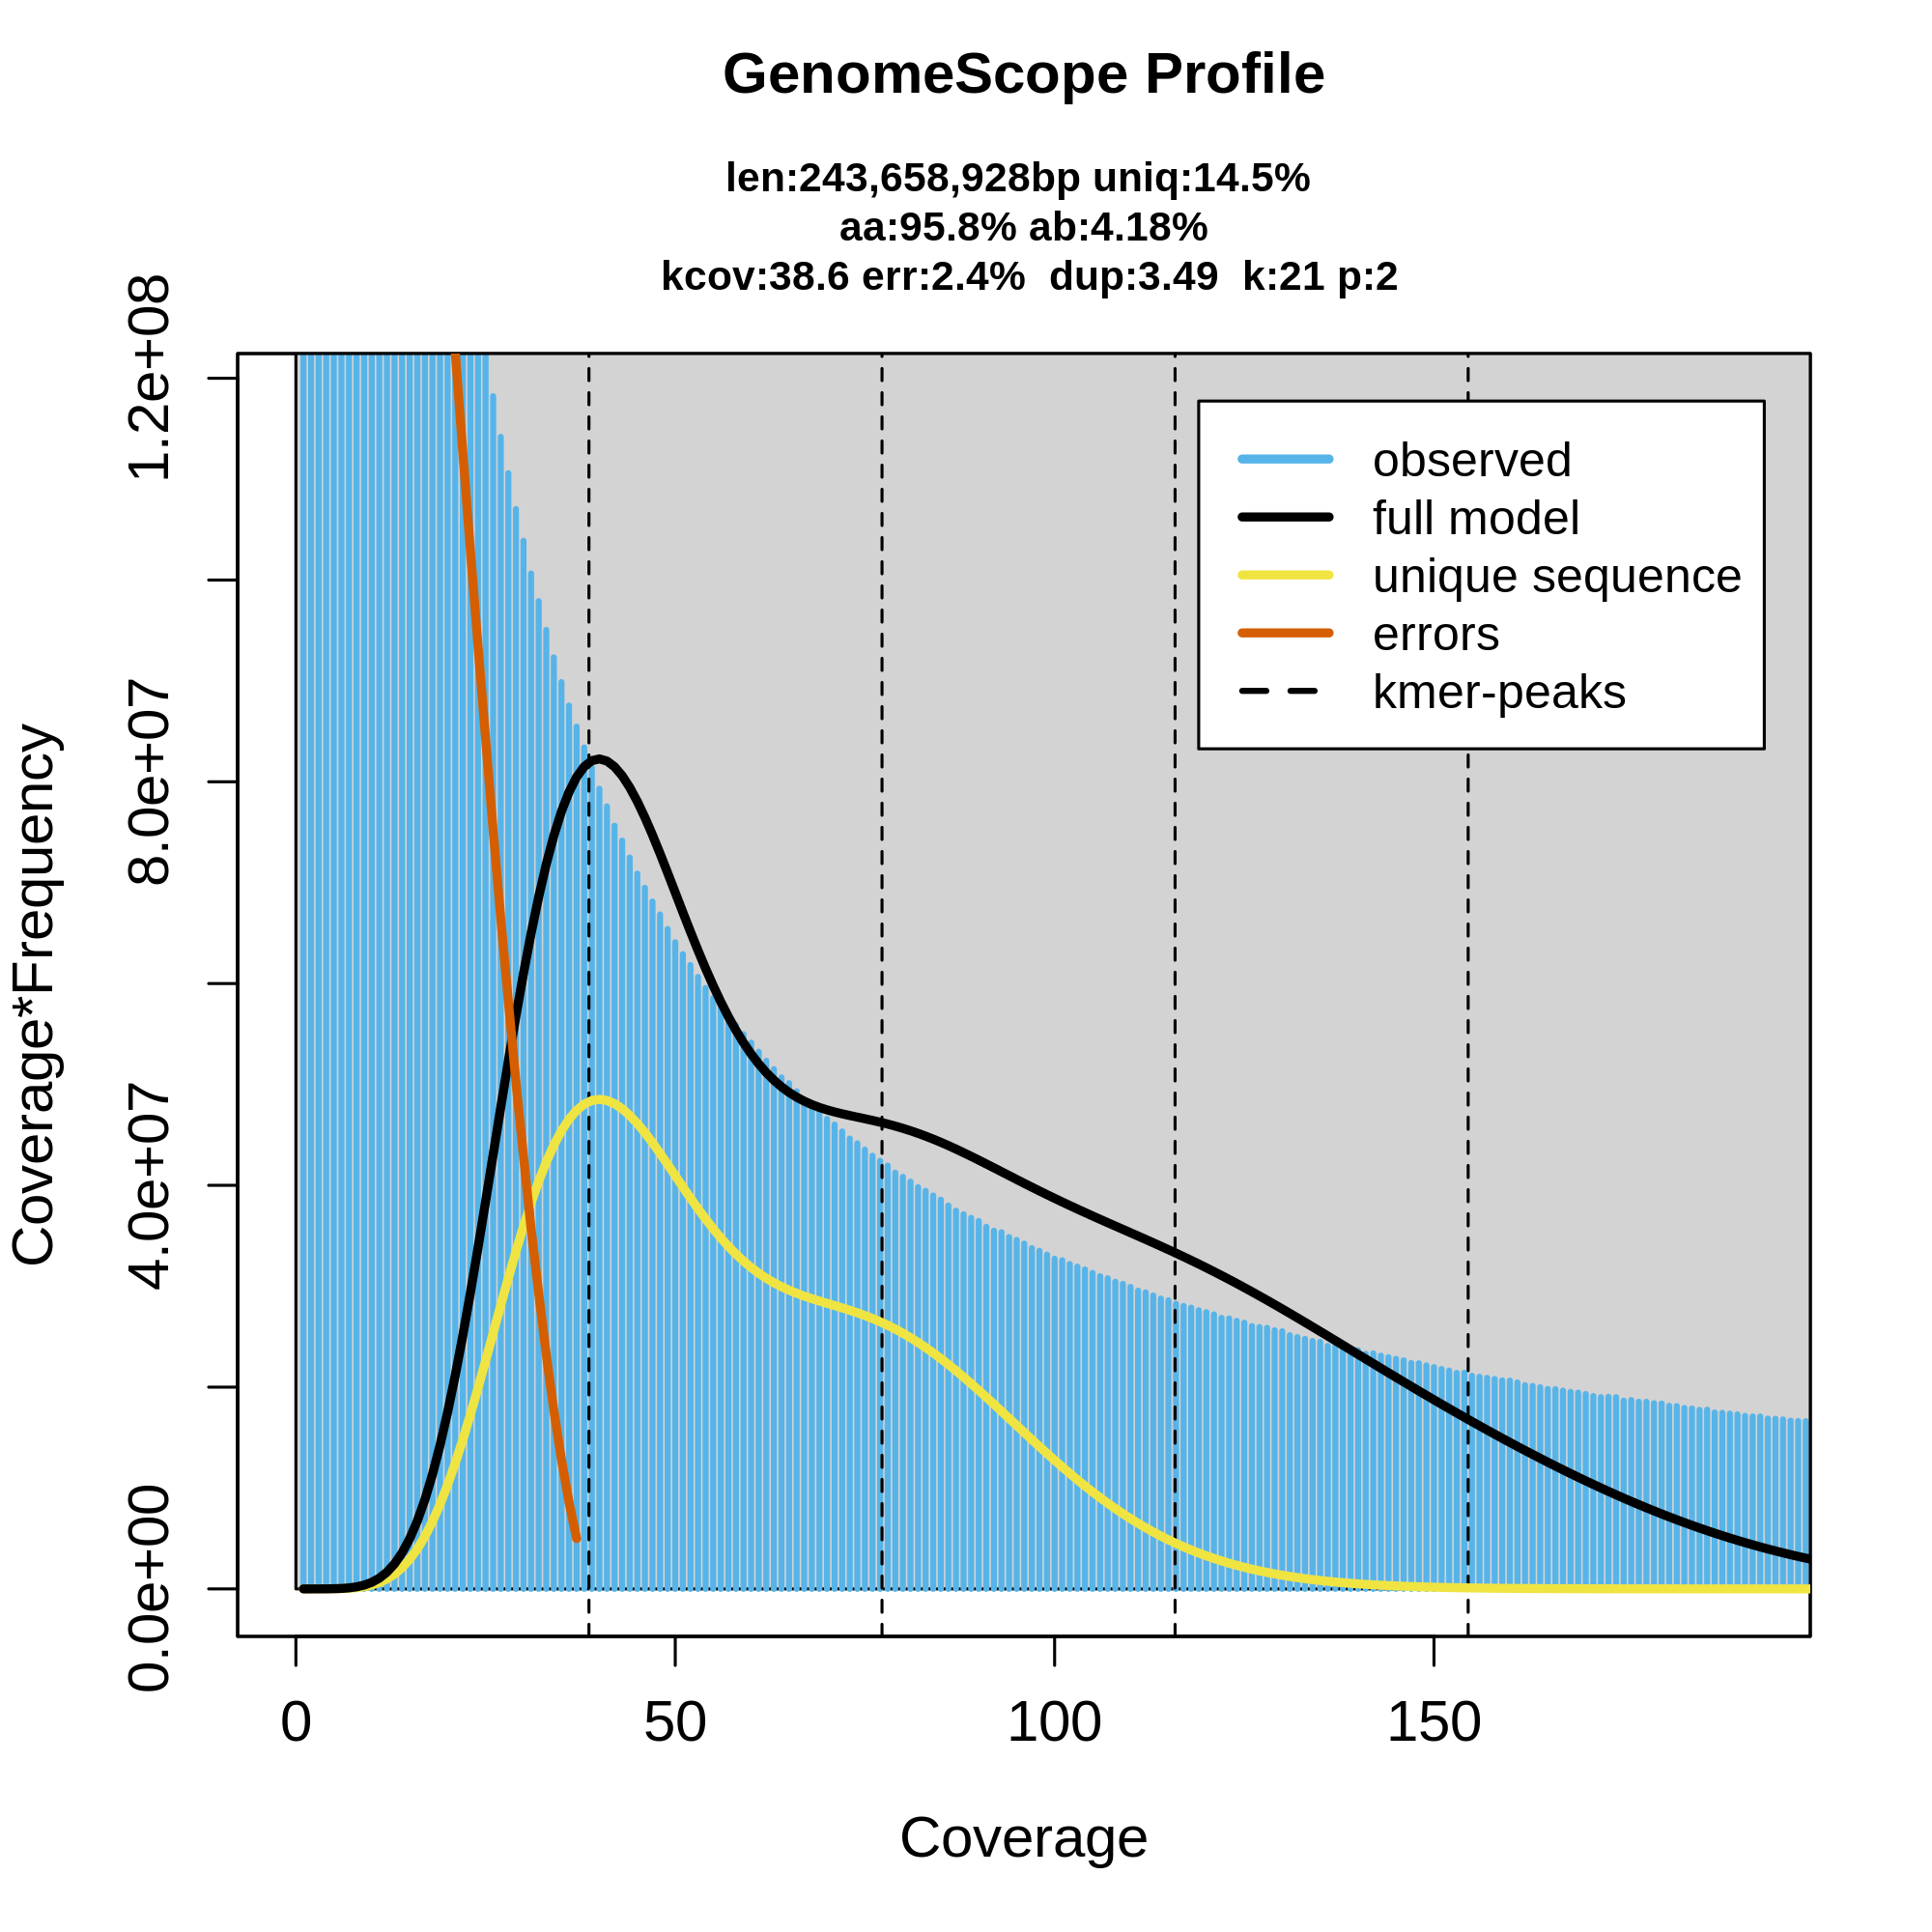 GenomeScope Profile
len:243,658,928bp uniq:14.5%
aa:95.8% ab:4.18%
kcov:38.6 err:2.4%  dup:3.49  k:21 p:2
observed
full model
unique sequence
errors
kmer-peaks
Coverage*Frequency
1.2e+08
8.0e+07
4.0e+07
0.0e+00
0 50 100 150
Coverage